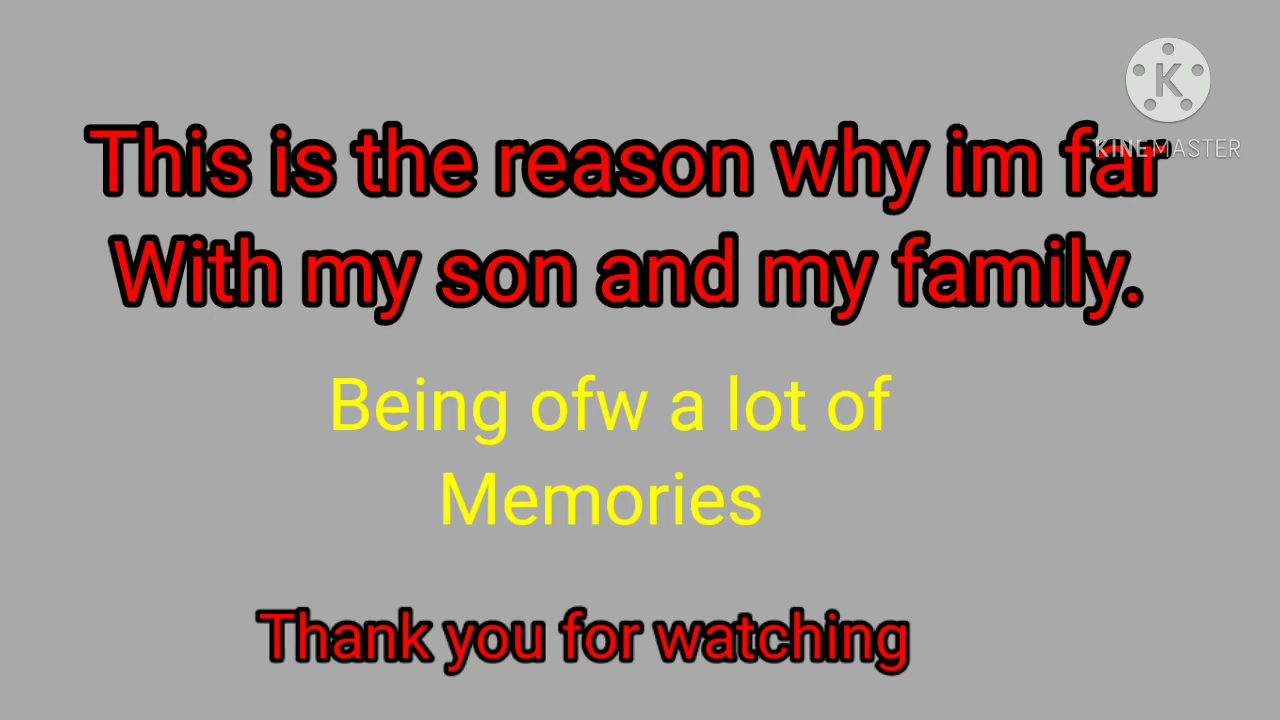 This is the reason why im far
KINEMASTER
With my son and my family.
Being ofw a lot of
Memories
Thank you for watching